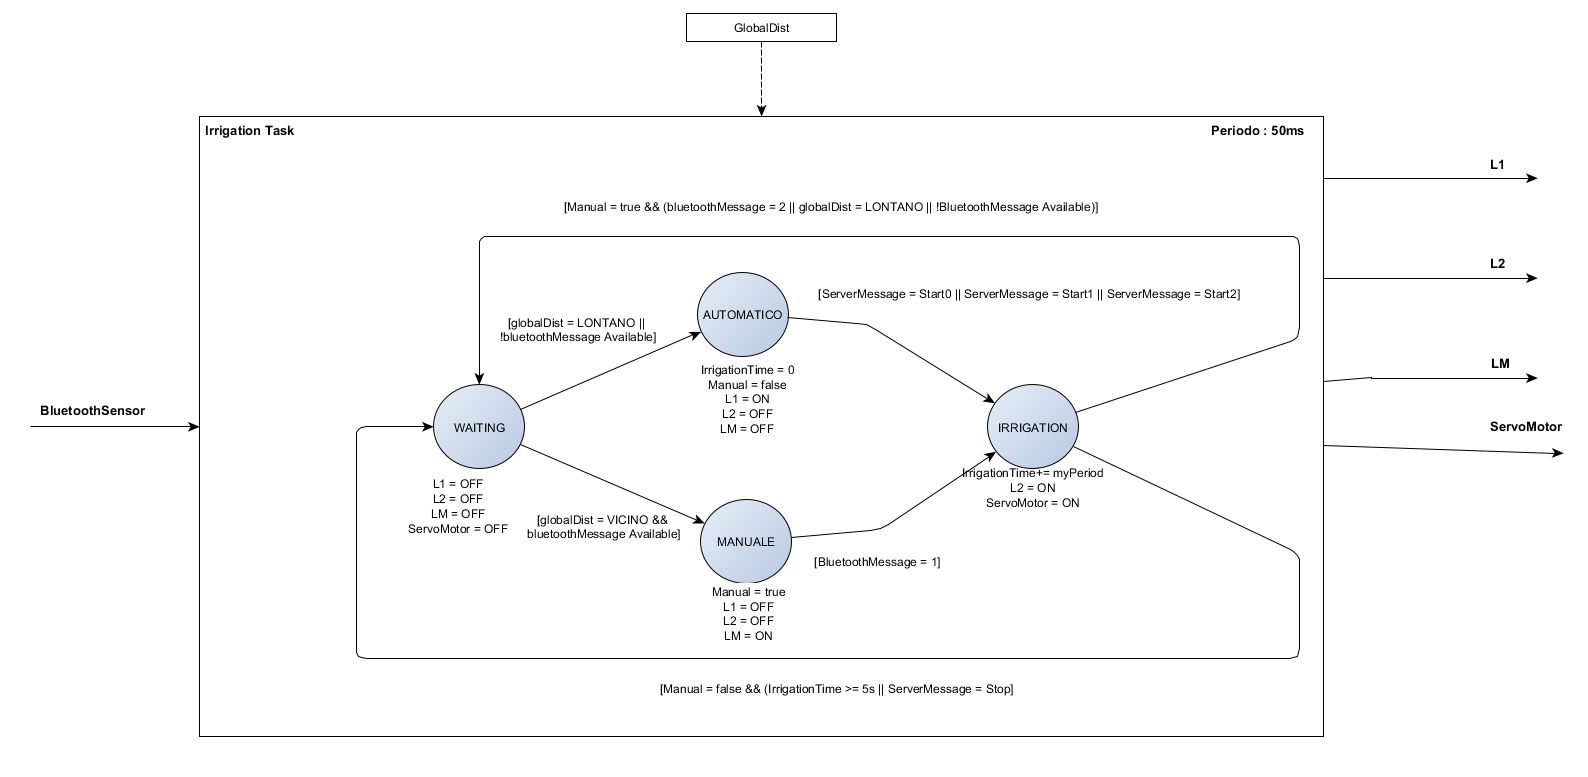 GlobalDist
Irrigation Task
Periodo : 50ms
L1
[Manual = true && (bluetoothMessage = 2 || globalDist = LONTANO || !BluetoothMessage Available)]
L2
[ServerMessage = Start0 || ServerMessage = Start1 || ServerMessage = Start2]
AUTOMATICO
[globalDist = LONTANO ||
!bluetoothMessage Available]
IrrigationTime = 0
Manual = false
L1 = ON
L2 = OFF
LM = OFF
LM
BluetoothSensor
WAITING
IRRIGATION
ServoMotor
L1 = OFF
L2 = OFF
LM = OFF
ServoMotor = OFF
IrrigationTime+= myPeriod
L2 = ON
ServoMotor = ON
[globalDist = VICINO &&
bluetoothMessage Available]
MANUALE
[BluetoothMessage = 1]
Manual = true
L1 = OFF
L2 = OFF
LM = ON
[Manual = false && (IrrigationTime >= 5s || ServerMessage = Stop]